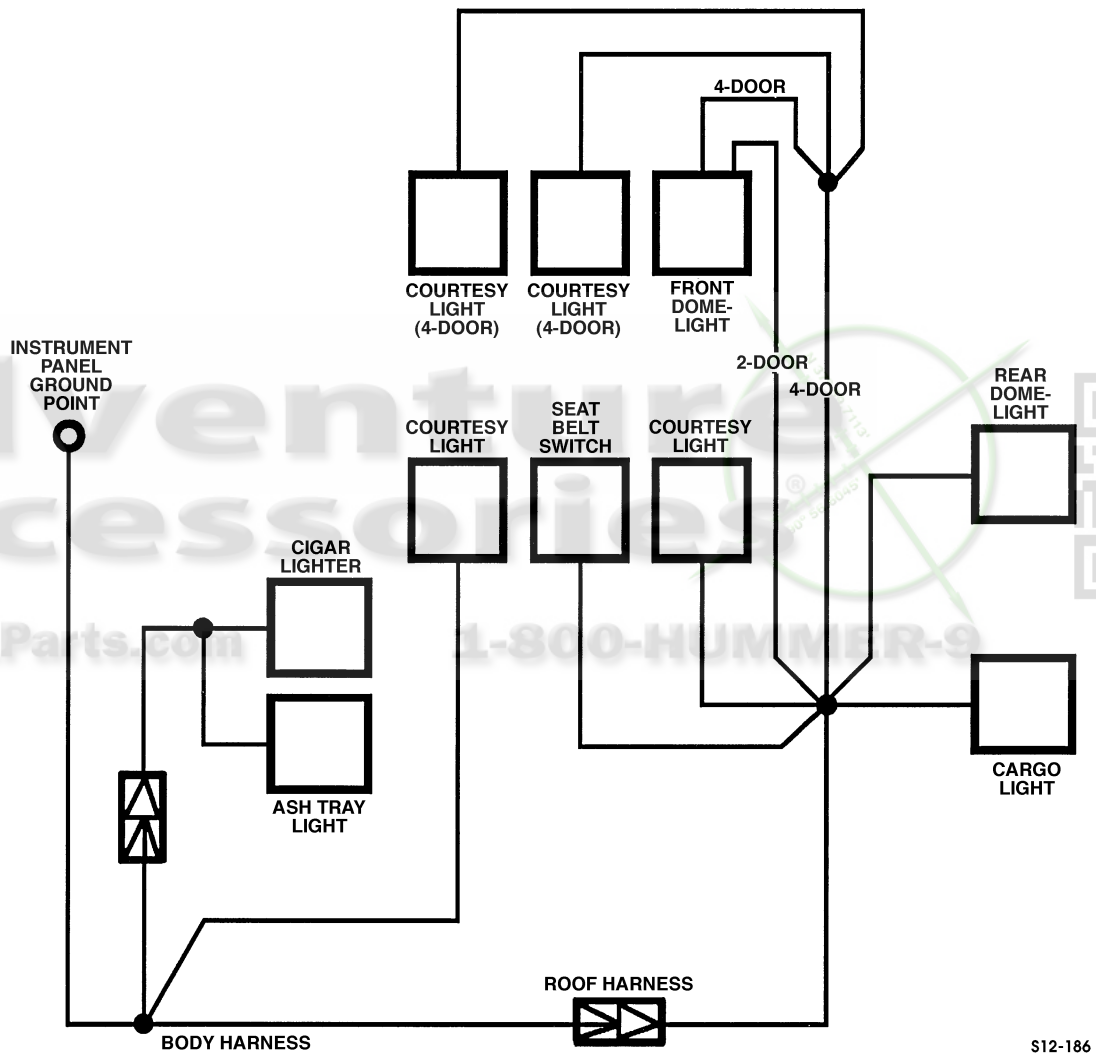 4-DOOR
COURTESY
LIGHT
(4-DOOR)
COURTESY
LIGHT
(4-DOOR)
FRONT
DOME-
LIGHT
INSTRUMENT
PANEL
GROUND
POINT
2-DOOR
4-DOOR
REAR
DOME-
LIGHT
COURTESY
LIGHT
SEAT
BELT
SWITCH
COURTESY
LIGHT
CIGAR
LIGHTER
ASH TRAY
LIGHT
CARGO
LIGHT
ROOF HARNESS
BODY HARNESS
S12-186
dventure
cessories
®
Parts.com
1-800-HUMMER-9